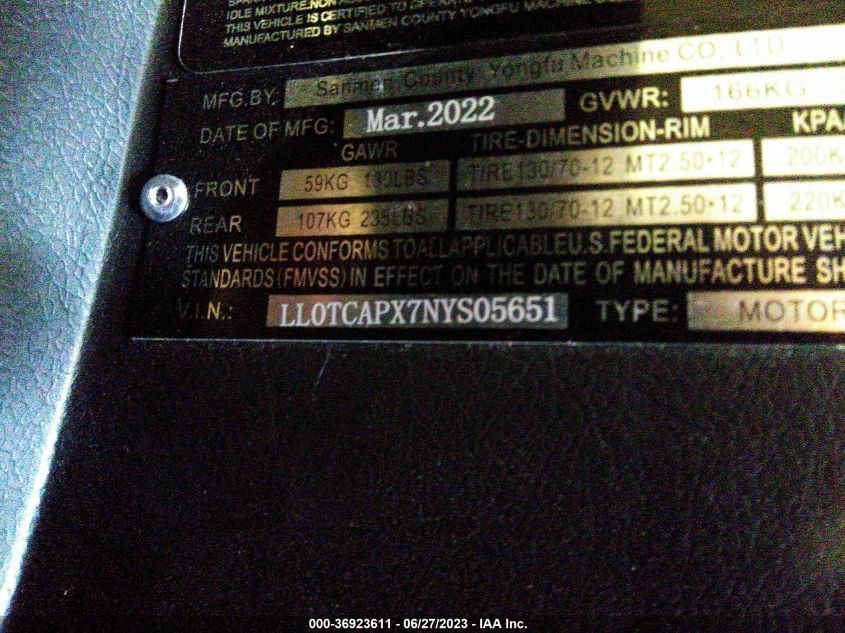 IDLE MIXTURE.NON
THIS VEHICLE IS CERTIFIED TO OPERAT
MANUFACTURED BY SANMEN COUNTY YONGFU MACHINE
MFG.BY: Sanmen County Yongfu Machine CO.,LTD
DATE OF MFG: Mar.2022 GVWR: 166KG
GAWR TIRE-DIMENSION-RIM KPA
FRONT 59KG 130LBS TIRE130/70-12 MT2.50*12 200K
REAR 107KG 235LBS TIRE130/70-12 MT2.50*12 220K
THIS VEHICLE CONFORMS TO ALL APPLICABLE U.S.FEDERAL MOTOR VEH
STANDARDS (FMVSS) IN EFFECT ON THE DATE OF MANUFACTURE SH
V.I.N.: LL0TCAPX7NYS05651 TYPE: MOTOR
000-36923611 - 06/27/2023 - IAA Inc.